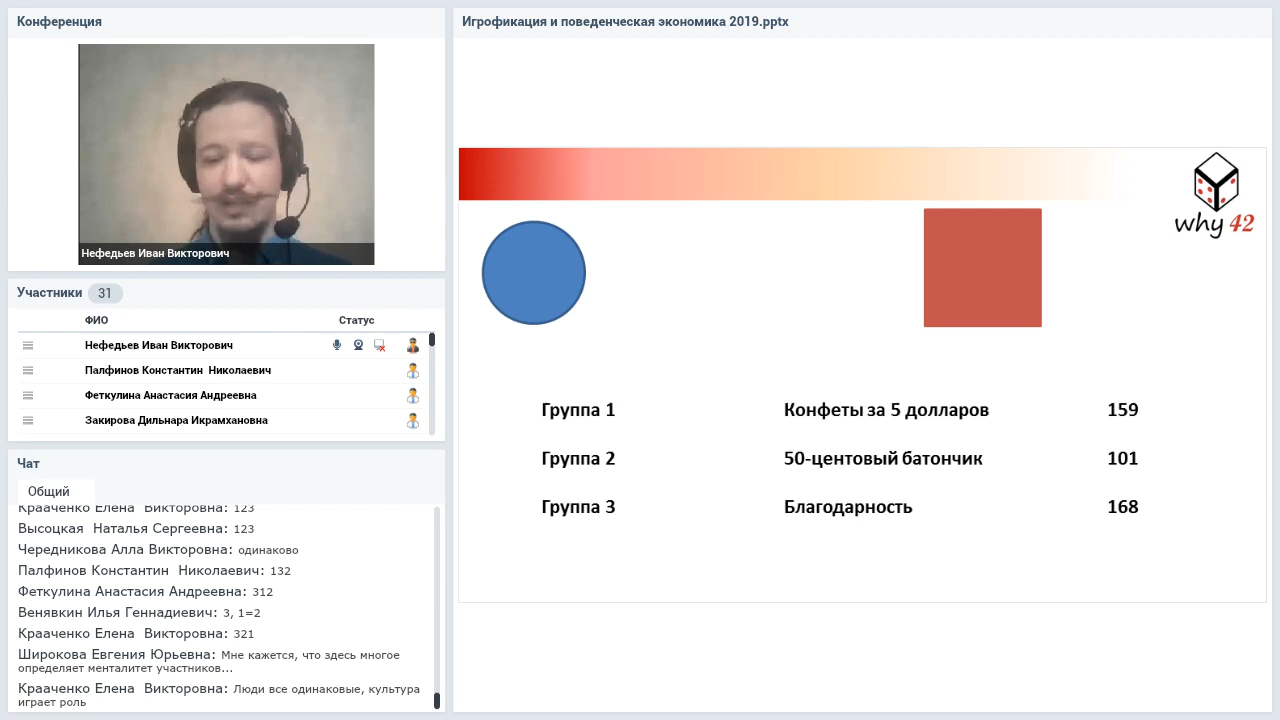 Конференция
Нефедьев Иван Викторович
Участники 31
ФИО Статус
Нефедьев Иван Викторович
Палфинов Константин Николаевич
Феткулина Анастасия Андреевна
Закирова Дильнара Икрамхановна
Чат
Общий
Крааченко Елена Викторовна: 123
Высоцкая Наталья Сергеевна: 123
Чередникова Алла Викторовна: одинаково
Палфинов Константин Николаевич: 132
Феткулина Анастасия Андреевна: 312
Венявкин Илья Геннадиевич: 3, 1=2
Крааченко Елена Викторовна: 321
Широкова Евгения Юрьевна: Мне кажется, что здесь многое
определяет менталитет участников...
Крааченко Елена Викторовна: Люди все одинаковые, культура
играет роль
Игрофикация и поведенческая экономика 2019.pptx
why 42
Группа 1 Конфеты за 5 долларов 159
Группа 2 50-центовый батончик 101
Группа 3 Благодарность 168